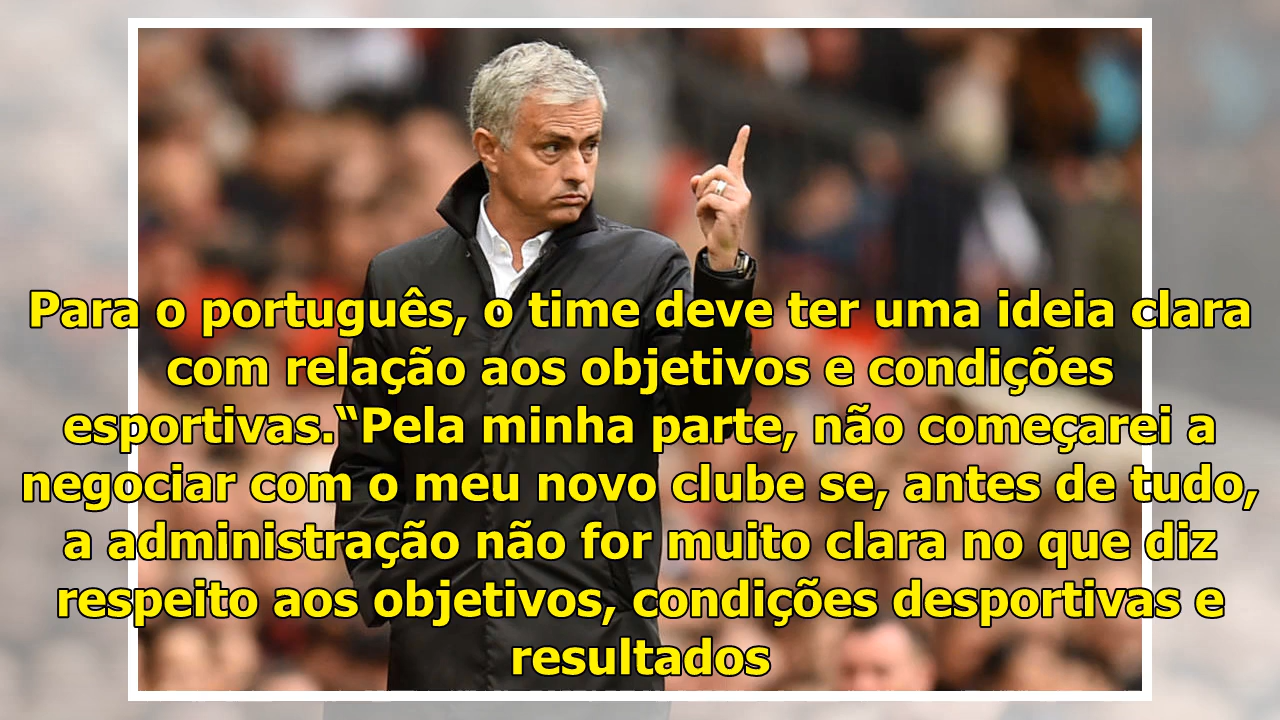 Para o português, o time deve ter uma ideia clara
com relação aos objetivos e condições
esportivas.“Pela minha parte, não começarei a
negociar com o meu novo clube se, antes de tudo,
a administração não for muito clara no que diz
respeito aos objetivos, condições desportivas e
resultados